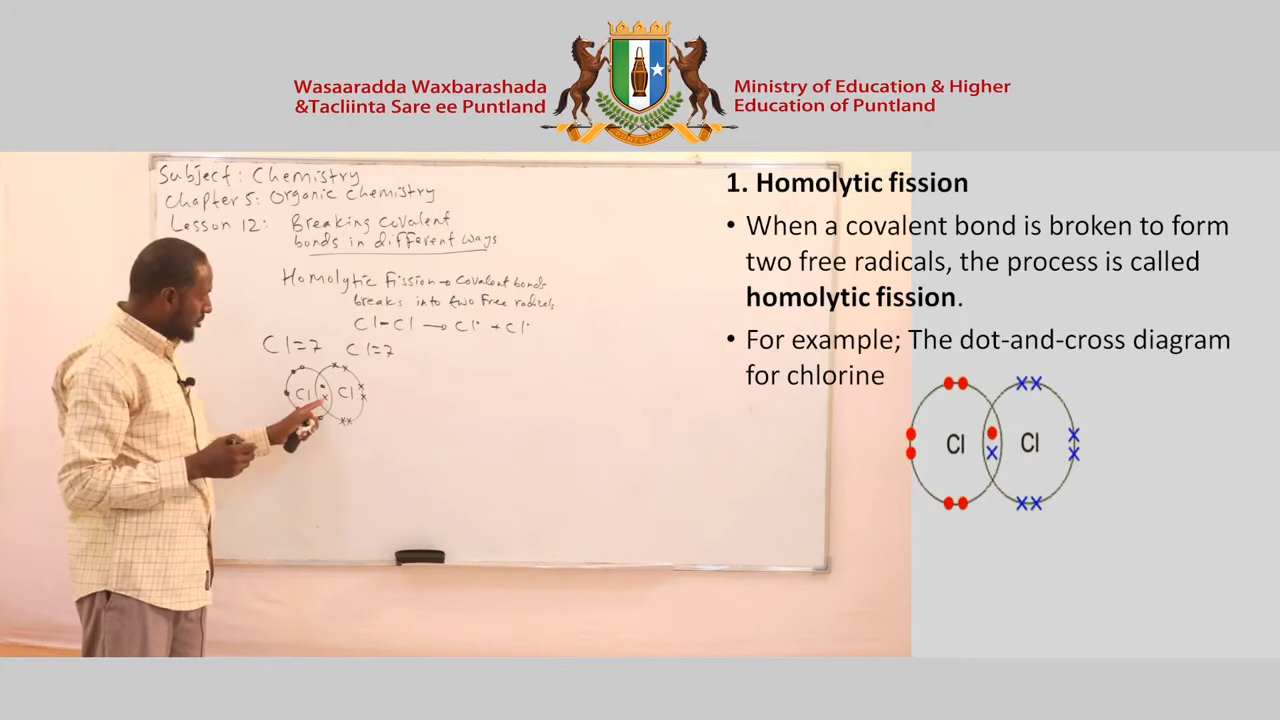 Wasaaradda Waxbarashada
&Tacliinta Sare ee Puntland
Ministry of Education & Higher
Education of Puntland
Subject: Chemistry
Chapter 5: Organic Chemistry
Lesson 12: Breaking Covalent
bonds in different ways
Homolytic Fission → Covalent bonds
breaks into two Free radicals
Cl-Cl → Cl· + Cl·
Cl=7 Cl=7
Cl Cl
1. Homolytic fission
• When a covalent bond is broken to form
two free radicals, the process is called
homolytic fission.
• For example; The dot-and-cross diagram
for chlorine
Cl Cl